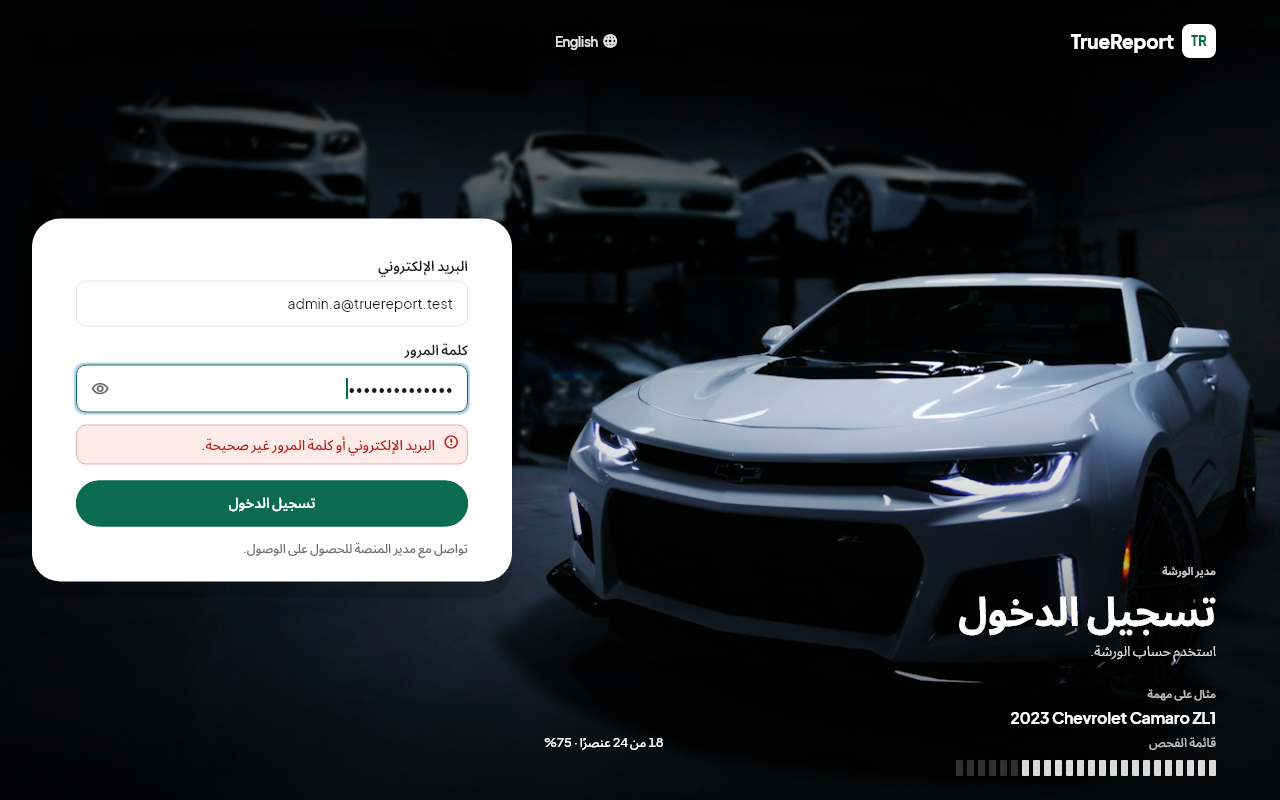 TR TrueReport
English
البريد الإلكتروني
admin.a@truereport.test
كلمة المرور
••••••••••••••
البريد الإلكتروني أو كلمة المرور غير صحيحة.
تسجيل الدخول
تواصل مع مدير المنصة للحصول على الوصول.
مدير الورشة
تسجيل الدخول
استخدم حساب الورشة.
مثال على مهمة
2023 Chevrolet Camaro ZL1
قائمة الفحص
18 من 24 عنصرًا · 75%